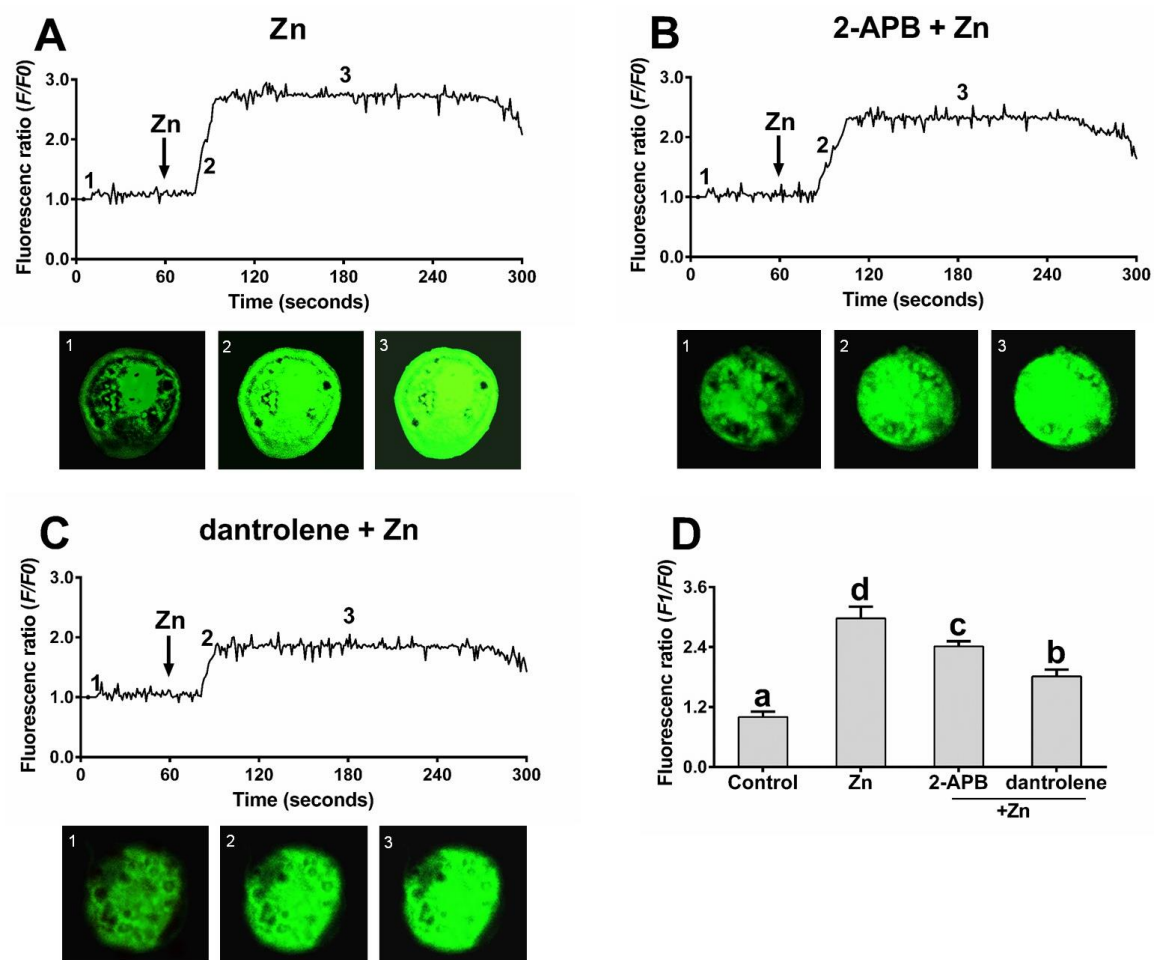 A
Zn
Fluorescenc ratio (F/F0)
3.0
2.0
1.0
0.0
1
Zn
2
3
0
60
120
180
240
300
Time (seconds)
1
2
3
B
2-APB + Zn
Fluorescenc ratio (F/F0)
3.0
2.0
1.0
0.0
1
Zn
2
3
0
60
120
180
240
300
Time (seconds)
1
2
3
C
dantrolene + Zn
Fluorescenc ratio (F/F0)
3.0
2.0
1.0
0.0
1
Zn
2
3
0
60
120
180
240
300
Time (seconds)
1
2
3
D
Fluorescenc ratio (F1/F0)
3.6
2.4
1.2
0.0
a
d
c
b
Control
Zn
2-APB
dantrolene
+Zn